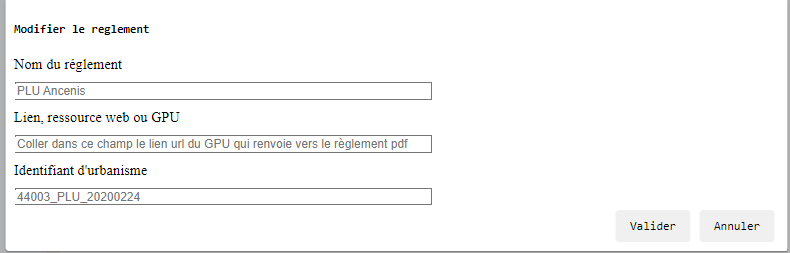 Modifier le reglement
Nom du réglement
PLU Ancenis
Lien, ressource web ou GPU
Coller dans ce champ le lien url du GPU qui renvoie vers le règlement pdf
Identifiant d'urbanisme
44003_PLU_20200224
Valider Annuler